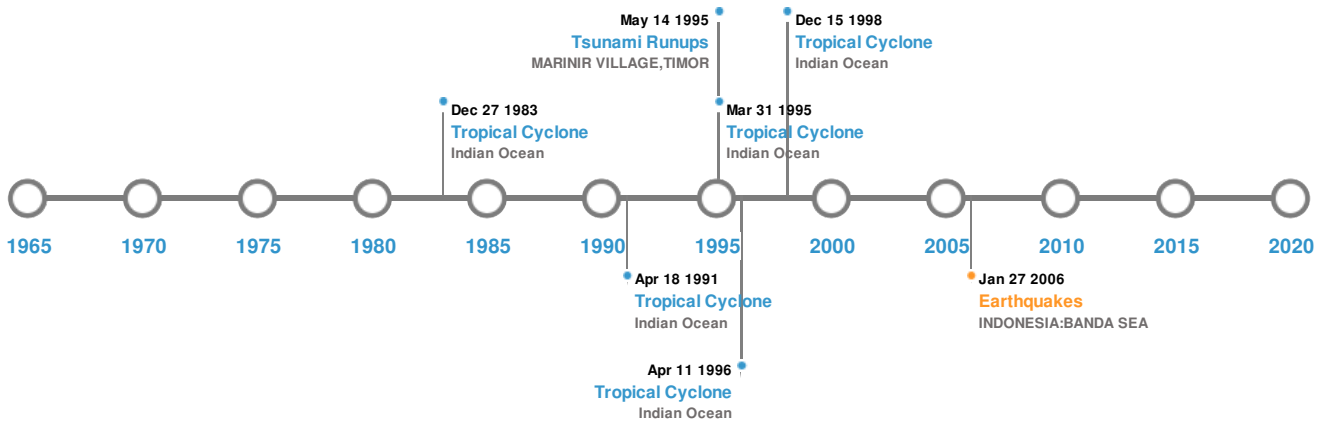 May 14 1995
Tsunami Runups
MARINIR VILLAGE,TIMOR
Dec 15 1998
Tropical Cyclone
Indian Ocean
Dec 27 1983
Tropical Cyclone
Indian Ocean
Mar 31 1995
Tropical Cyclone
Indian Ocean
1965 1970 1975 1980 1985 1990 1995 2000 2005 2010 2015 2020
Apr 18 1991
Tropical Cyclone
Indian Ocean
Jan 27 2006
Earthquakes
INDONESIA:BANDA SEA
Apr 11 1996
Tropical Cyclone
Indian Ocean